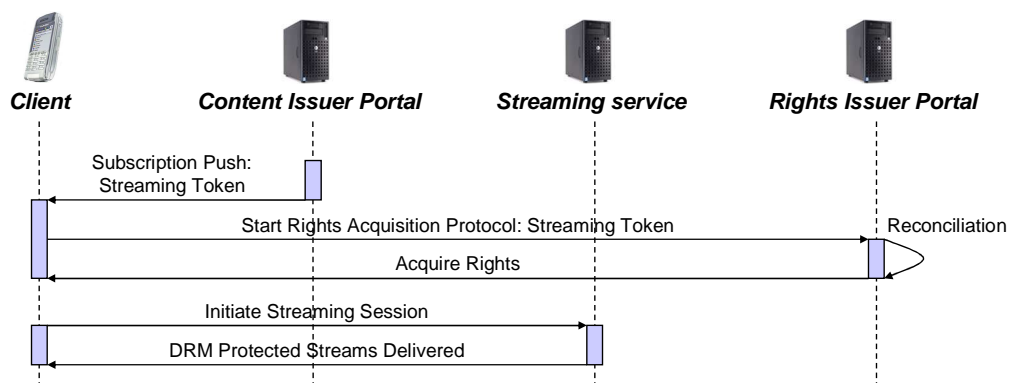 Client
Content Issuer Portal
Streaming service
Rights Issuer Portal
Subscription Push:
Streaming Token
Start Rights Acquisition Protocol: Streaming Token
Reconciliation
Acquire Rights
Initiate Streaming Session
DRM Protected Streams Delivered